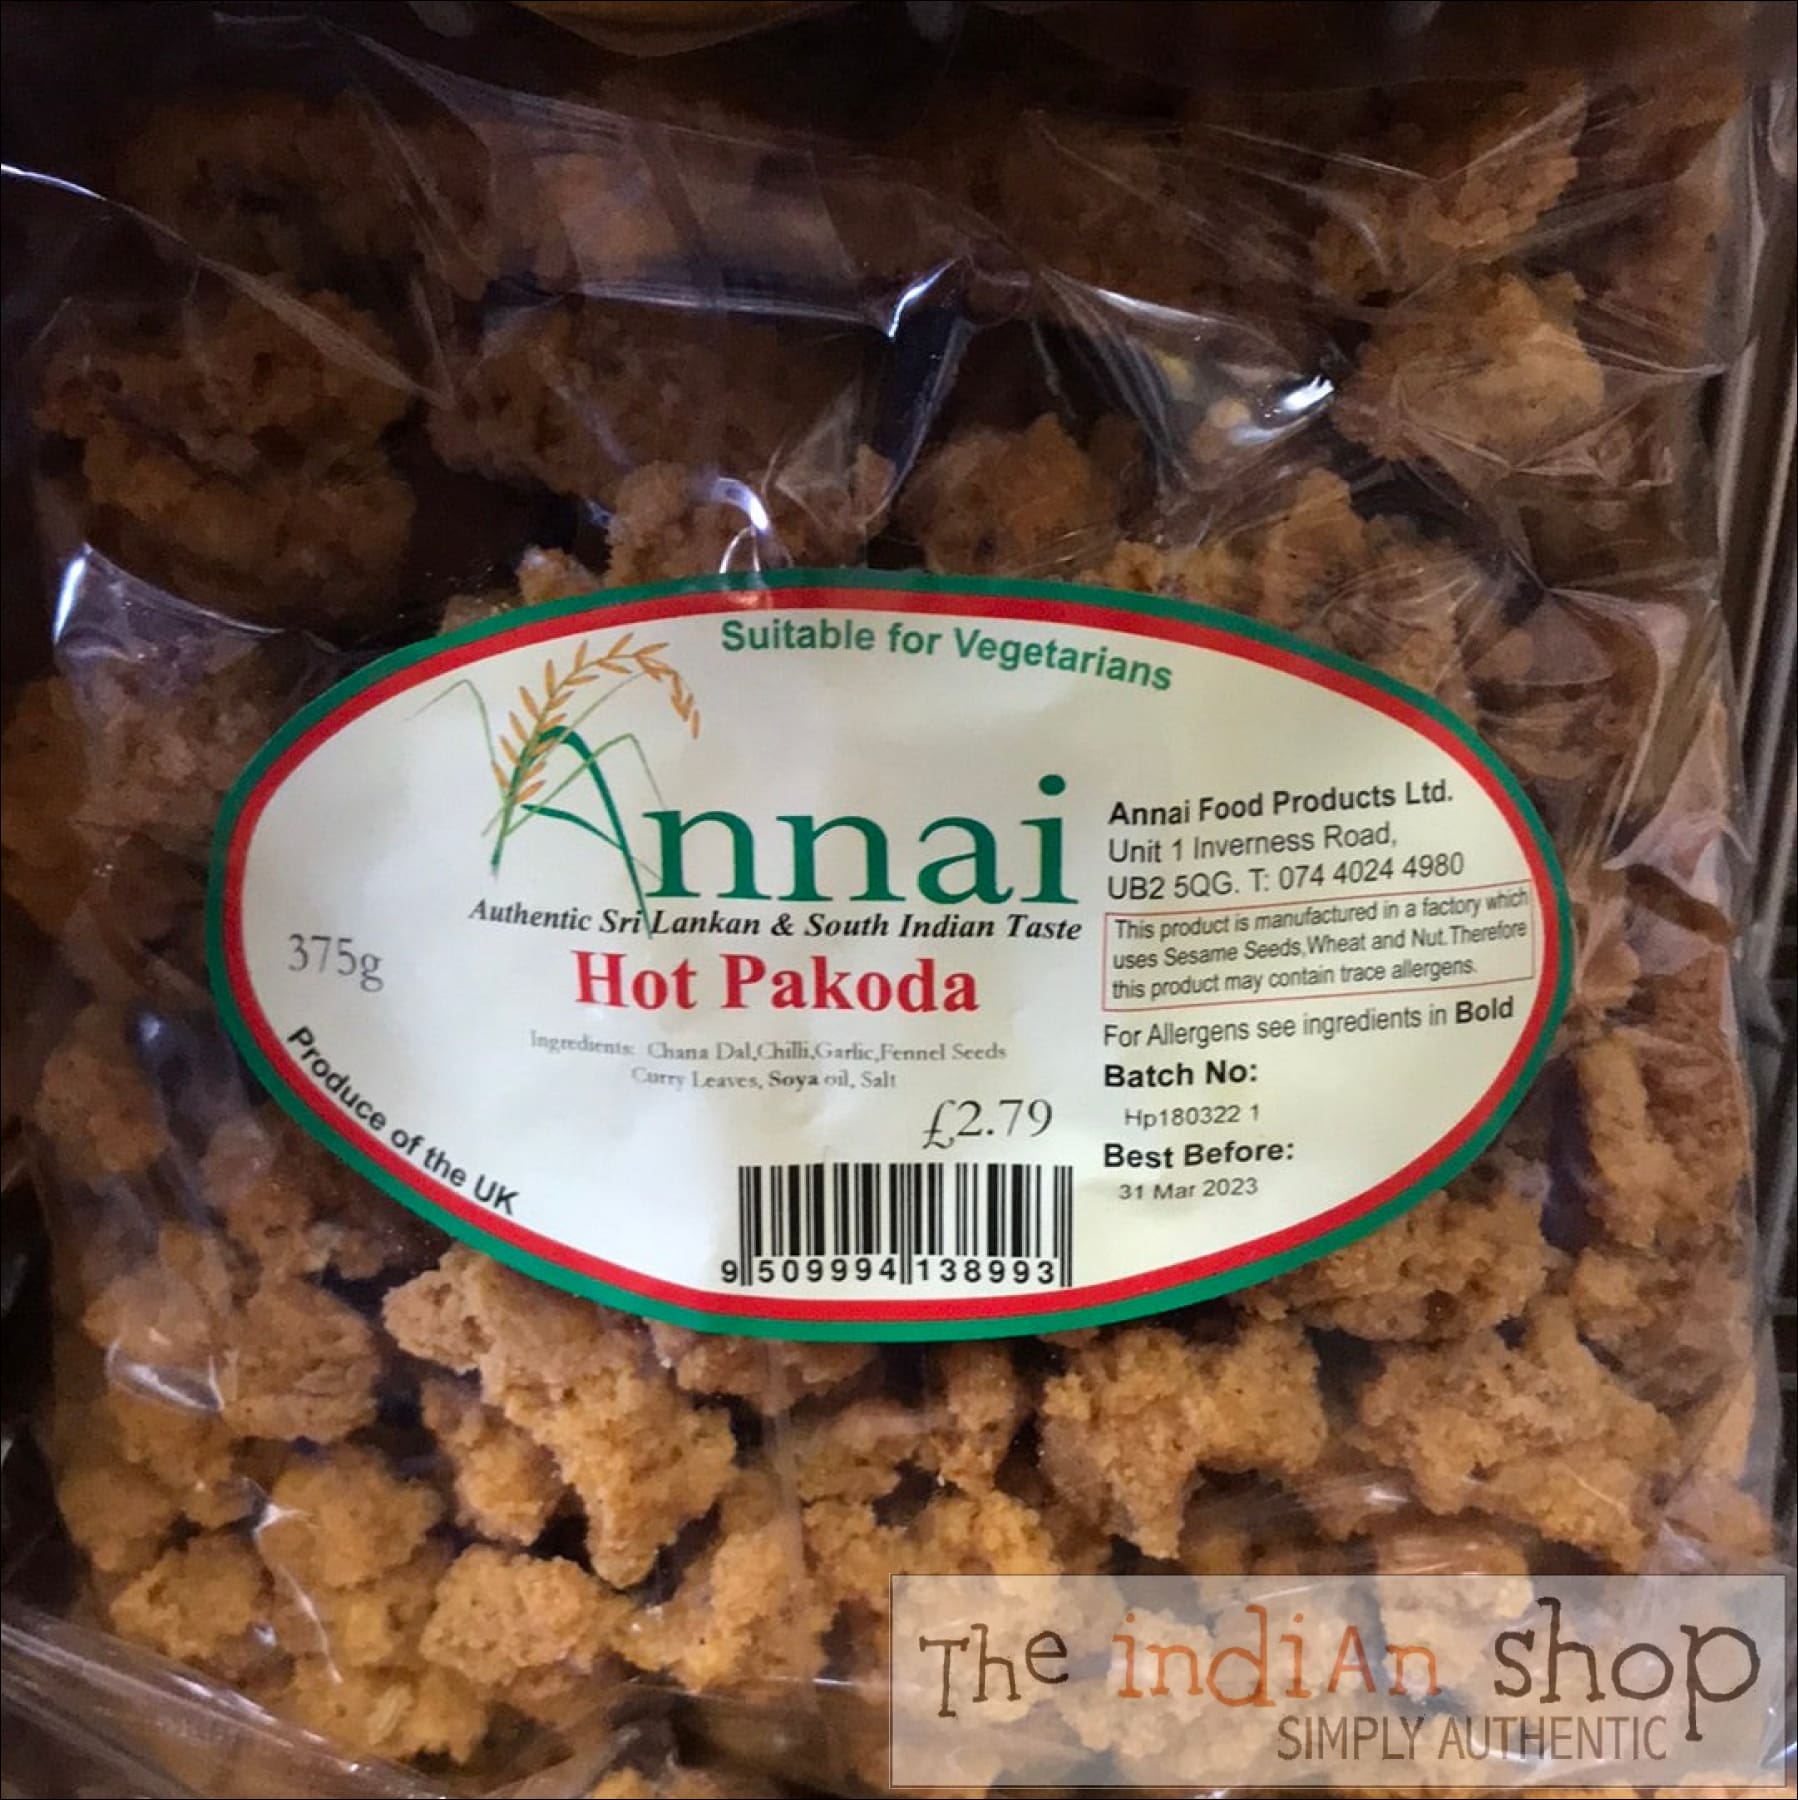 Suitable for Vegetarians
Annai
Authentic Sri Lankan & South Indian Taste
375g
Hot Pakoda
Ingredients: Chana Dal,Chilli,Garlic,Fennel Seeds
Curry Leaves, Soya oil, Salt
£2.79
Produce of the UK
9 509994 138993
Annai Food Products Ltd.
Unit 1 Inverness Road,
UB2 5QG. T: 074 4024 4980
This product is manufactured in a factory which
uses Sesame Seeds,Wheat and Nut.Therefore
this product may contain trace allergens.
For Allergens see ingredients in Bold
Batch No:
Hp180322 1
Best Before:
31 Mar 2023
The indiAn shop
SIMPLY AUTHENTIC